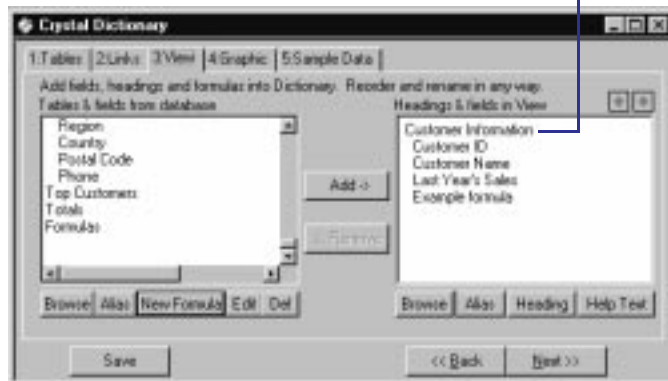 Crystal Dictionary
1:Tables 2:Links 3:View 4:Graphic 5:Sample Data
Add fields, headings and formulas into Dictionary. Reorder and rename in any way.
Tables & fields from database
Region
Country
Postal Code
Phone
Top Customers
Totals
Formulas
Browse Alias New Formula Edit Del
Add ->
<- Remove
Headings & fields in View
Customer Information
Customer ID
Customer Name
Last Year's Sales
Example formula
Browse Alias Heading Help Text
Save
<< Back Next >>